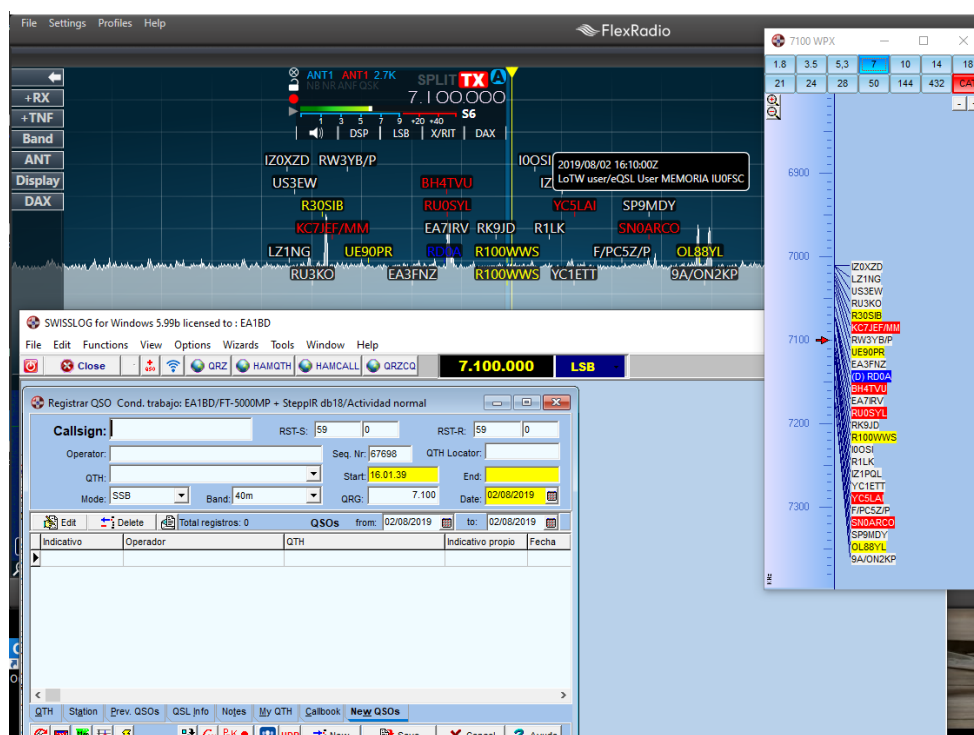 File Settings Profiles Help
FlexRadio
+RX
+TNF
Band
ANT
Display
DAX
ANT1 ANT1 2.7K SPLIT TX A
NB NR ANF QSK
7.100.000
1 3 5 7 9 +20 +40 S6
DSP LSB X/RIT DAX
IZ0XZD RW3YB/P I0OSI
US3EW BH4TVU IZ
R30SIB RU0SYL YC5LAI SP9MDY
KC7JEF/MM EA7IRV RK9JD R1LK SN0ARCO
LZ1NG UE90PR RD0A R100WWS F/PC5Z/P OL88YL
RU3KO EA3FNZ R100WWS YC1ETT 9A/ON2KP
2019/08/02 16:10:00Z
LoTW user/eQSL User MEMORIA IU0FSC
7100 WPX
1.8 3.5 5,3 7 10 14 18
21 24 28 50 144 432 CAT
6900
7000
7100
7200
7300
IZ0XZD
LZ1NG
US3EW
RU3KO
R30SIB
KC7JEF/MM
RW3YB/P
UE90PR
EA3FNZ
(D) RD0A
BH4TVU
EA7IRV
RU0SYL
RK9JD
R100WWS
I0OSI
R1LK
IZ1PQL
YC1ETT
YC5LAI
F/PC5Z/P
SN0ARCO
SP9MDY
OL88YL
9A/ON2KP
KHz
SWISSLOG for Windows 5.99b licensed to : EA1BD
File Edit Functions View Options Wizards Tools Window Help
Close QSO QRZ HAMQTH HAMCALL QRZCQ 7.100.000 LSB
Registrar QSO Cond. trabajo: EA1BD/FT-5000MP + SteppIR db18/Actividad normal
Callsign: RST-S: 59 0 RST-R: 59 0
Operator: Seq. Nr: 67698 QTH Locator:
QTH: Start: 16.01.39 End:
Mode: SSB Band: 40m QRG: 7.100 Date: 02/08/2019
Edit Delete Total registros: 0 QSOs from: 02/08/2019 to: 02/08/2019
Indicativo Operador QTH Indicativo propio Fecha
QTH Station Prev. QSOs QSL Info Notes My QTH Callbook New QSOs
New Save Cancel Ayuda